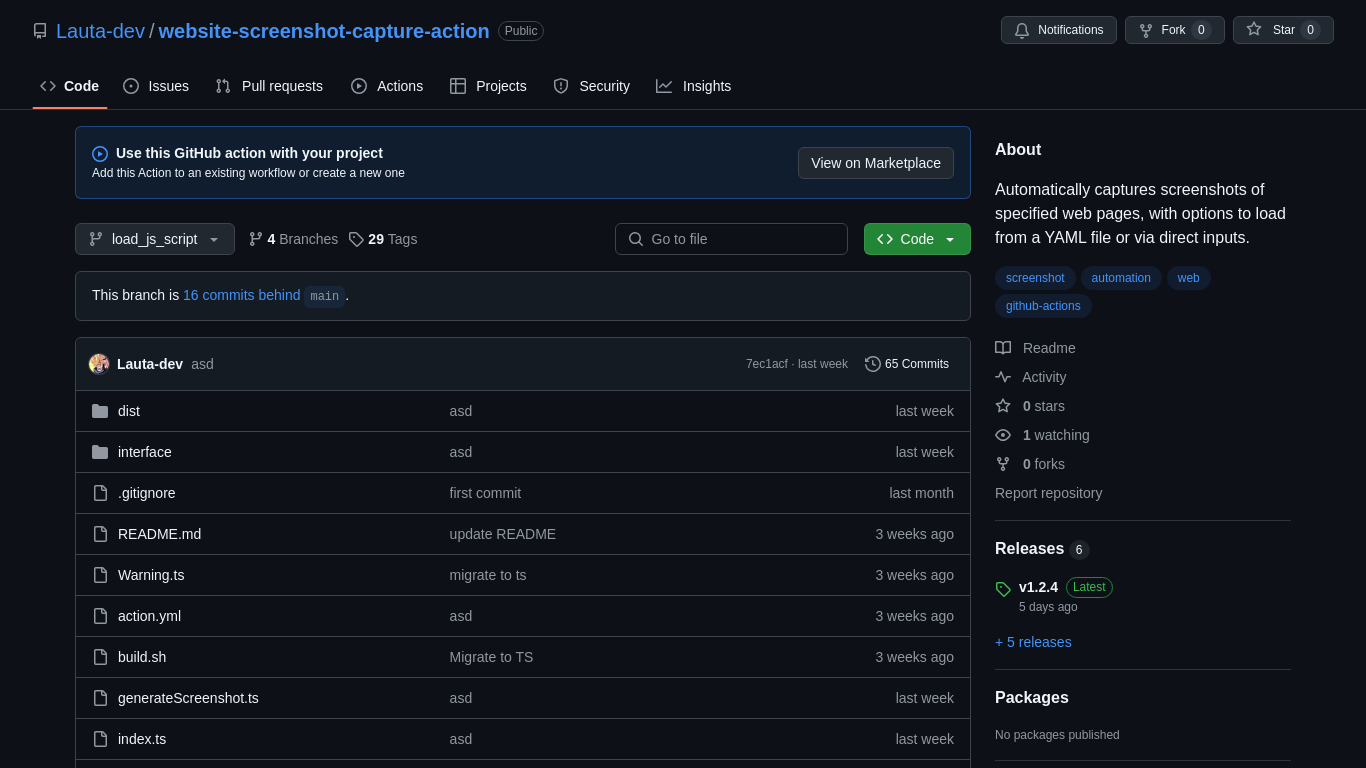 Lauta-dev / website-screenshot-capture-action Public
Notifications Fork 0 Star 0
Code Issues Pull requests Actions Projects Security Insights
Use this GitHub action with your project
Add this Action to an existing workflow or create a new one
View on Marketplace
load_js_script 4 Branches 29 Tags Go to file Code
This branch is 16 commits behind main.
Lauta-dev asd 7ec1acf · last week 65 Commits
dist asd last week
interface asd last week
.gitignore first commit last month
README.md update README 3 weeks ago
Warning.ts migrate to ts 3 weeks ago
action.yml asd 3 weeks ago
build.sh Migrate to TS 3 weeks ago
generateScreenshot.ts asd last week
index.ts asd last week
About
Automatically captures screenshots of
specified web pages, with options to load
from a YAML file or via direct inputs.
screenshot automation web
github-actions
Readme
Activity
0 stars
1 watching
0 forks
Report repository
Releases 6
v1.2.4 Latest
5 days ago
+ 5 releases
Packages
No packages published